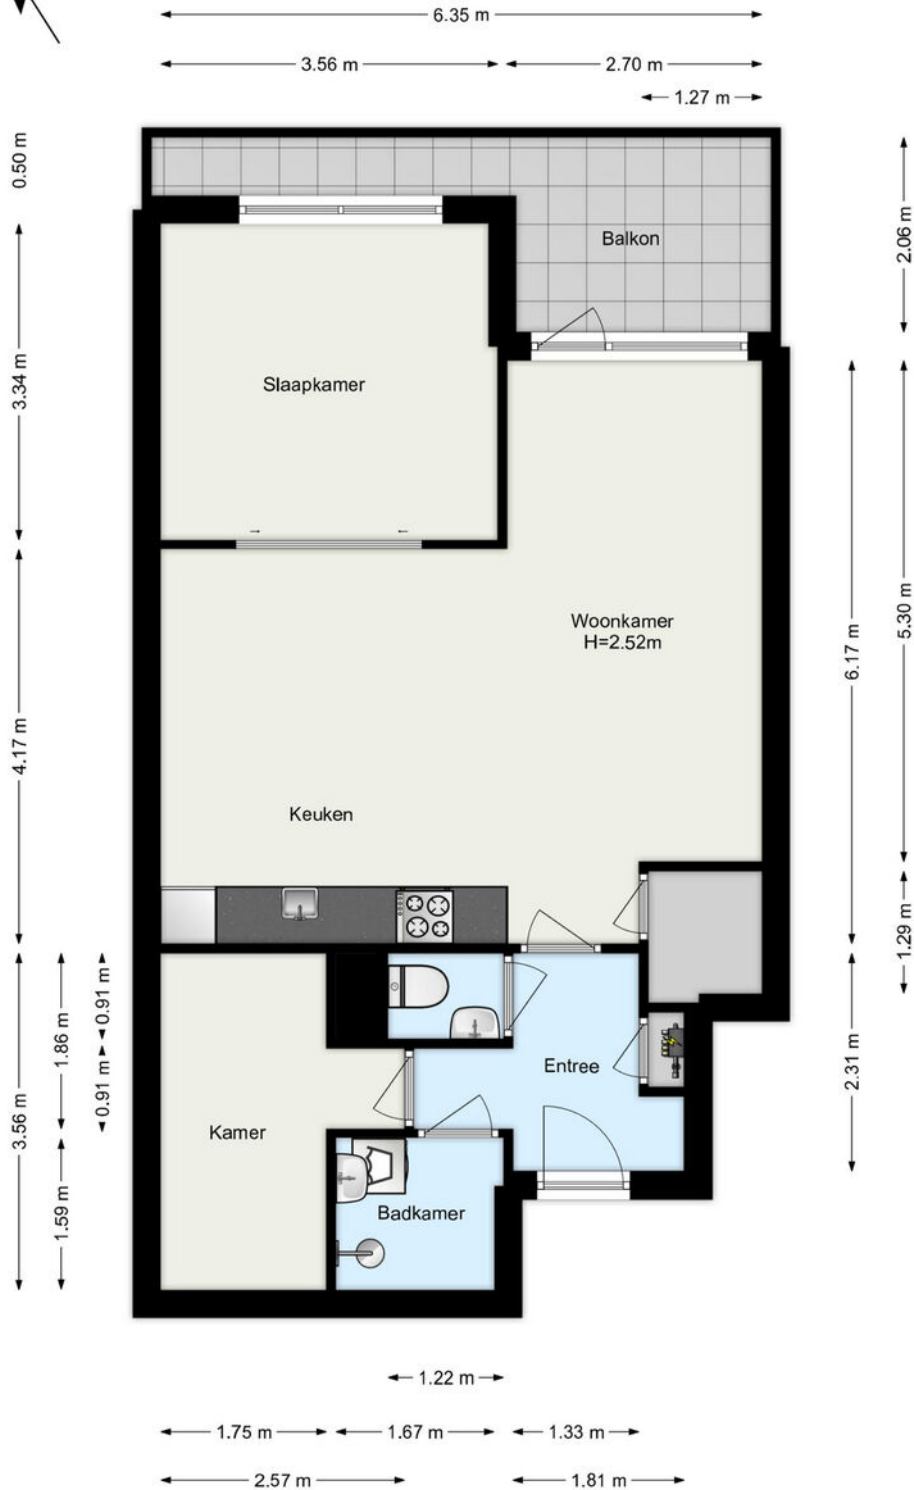 6.35 m
3.56 m
2.70 m
1.27 m
0.50 m
2.06 m
Balkon
3.34 m
Slaapkamer
5.30 m
Woonkamer
H=2.52m
6.17 m
4.17 m
Keuken
1.29 m
0.91 m
1.86 m
2.31 m
Entree
0.91 m
3.56 m
Kamer
1.59 m
Badkamer
1.22 m
1.75 m
1.67 m
1.33 m
2.57 m
1.81 m